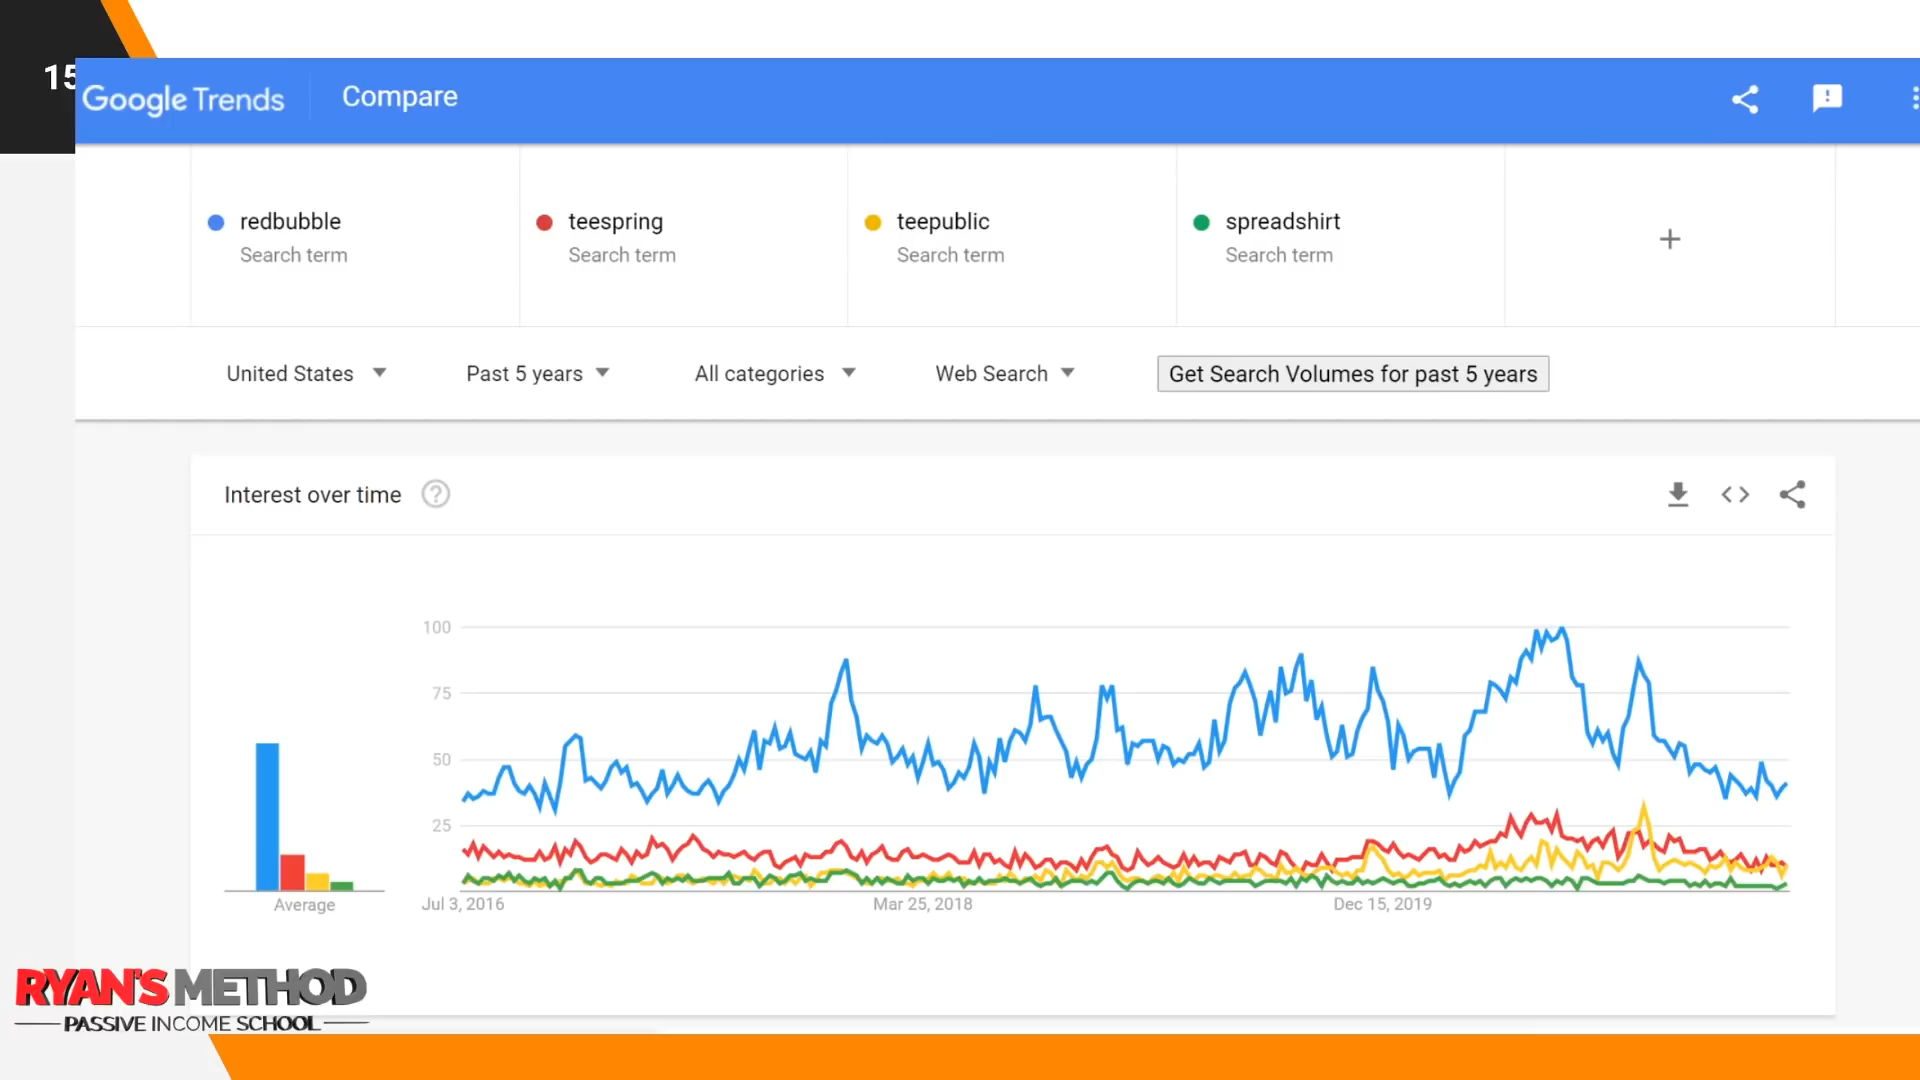 15
Google Trends
Compare
redbubble
Search term
teespring
Search term
teepublic
Search term
spreadshirt
Search term
+
United States
Past 5 years
All categories
Web Search
Get Search Volumes for past 5 years
Interest over time ?
100
75
50
25
Average
Jul 3, 2016
Mar 25, 2018
Dec 15, 2019
RYAN'S METHOD
PASSIVE INCOME SCHOOL